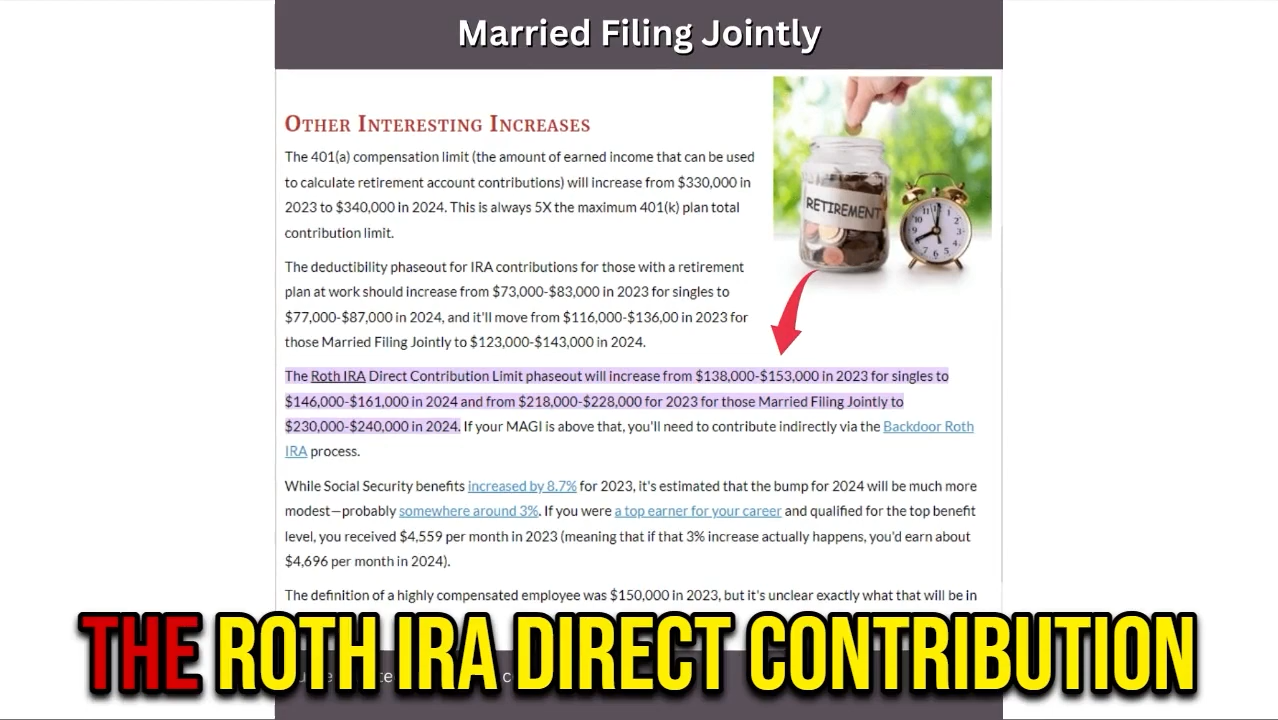 Married Filing Jointly
OTHER INTERESTING INCREASES
The 401(a) compensation limit (the amount of earned income that can be used
to calculate retirement account contributions) will increase from $330,000 in
2023 to $340,000 in 2024. This is always 5X the maximum 401(k) plan total
contribution limit.
RETIREMENT
The deductibility phaseout for IRA contributions for those with a retirement
plan at work should increase from $73,000-$83,000 in 2023 for singles to
$77,000-$87,000 in 2024, and it'll move from $116,000-$136,00 in 2023 for
those Married Filing Jointly to $123,000-$143,000 in 2024.
The Roth IRA Direct Contribution Limit phaseout will increase from $138,000-$153,000 in 2023 for singles to
$146,000-$161,000 in 2024 and from $218,000-$228,000 for 2023 for those Married Filing Jointly to
$230,000-$240,000 in 2024. If your MAGI is above that, you'll need to contribute indirectly via the Backdoor Roth
IRA process.
While Social Security benefits increased by 8.7% for 2023, it's estimated that the bump for 2024 will be much more
modest—probably somewhere around 3%. If you were a top earner for your career and qualified for the top benefit
level, you received $4,559 per month in 2023 (meaning that if that 3% increase actually happens, you'd earn about
$4,696 per month in 2024).
The definition of a highly compensated employee was $150,000 in 2023, but it's unclear exactly what that will be in
THE ROTH IRA DIRECT CONTRIBUTION